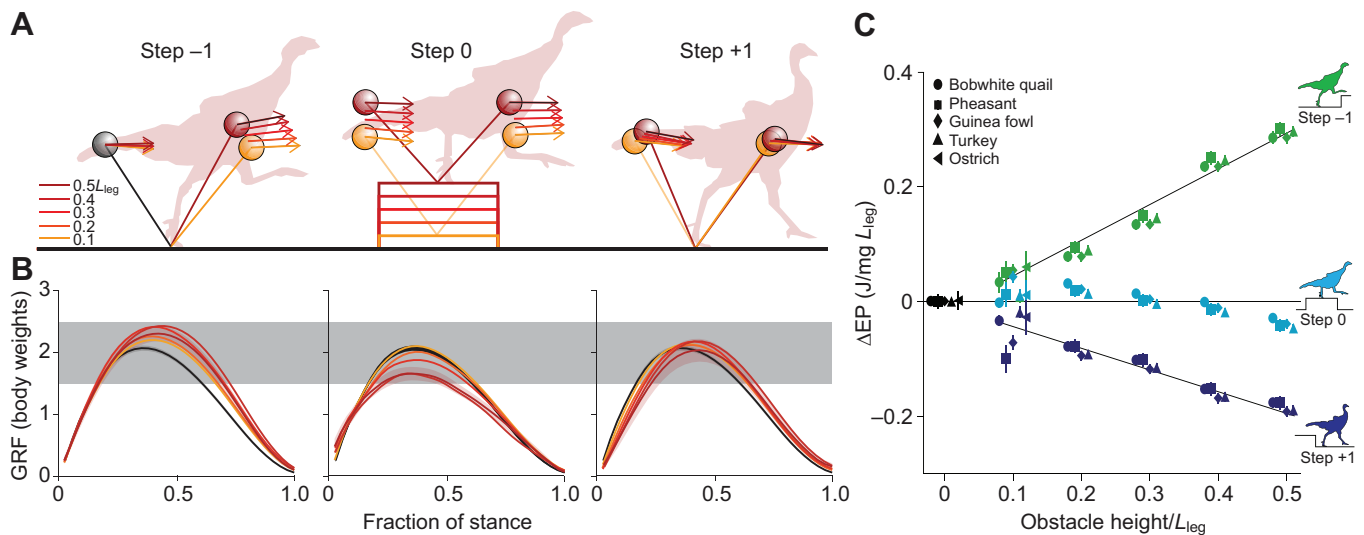 A
Step –1
Step 0
Step +1
0.5Lleg
0.4
0.3
0.2
0.1
B
GRF (body weights)
3
2
1
0
0
0.5
1.0
0
0.5
1.0
0
0.5
1.0
Fraction of stance
C
ΔEP (J/mg Lleg)
0.4
0.2
0
–0.2
Bobwhite quail
Pheasant
Guinea fowl
Turkey
Ostrich
Step –1
Step 0
Step +1
0
0.1
0.2
0.3
0.4
0.5
Obstacle height/Lleg